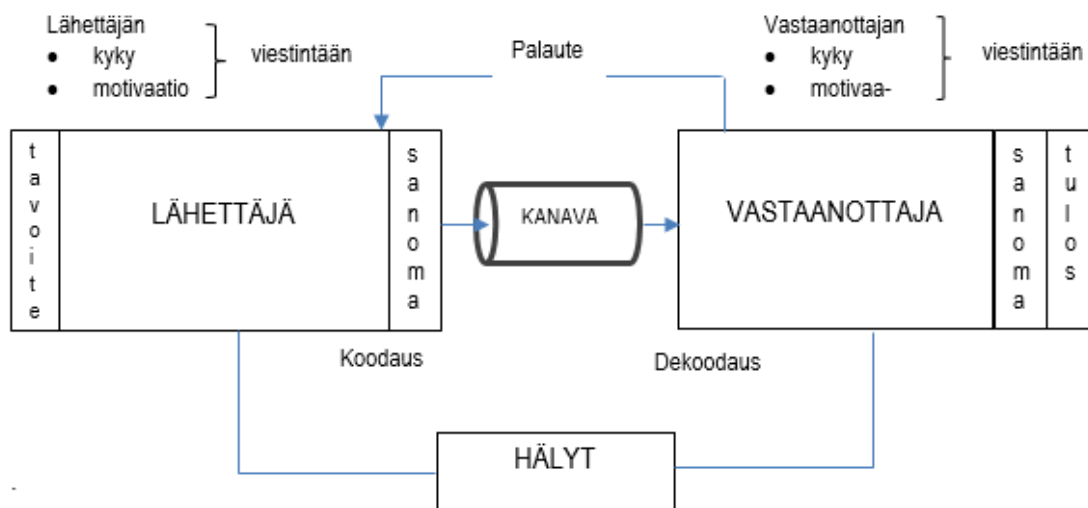 Lähettäjän
● kyky
● motivaatio
viestintään
Palaute
Vastaanottajan
● kyky
● motivaa-
viestintään
tavoite
LÄHETTÄJÄ
sanoma
KANAVA
VASTAANOTTAJA
sanoma
tulos
Koodaus
Dekoodaus
HÄLYT
-